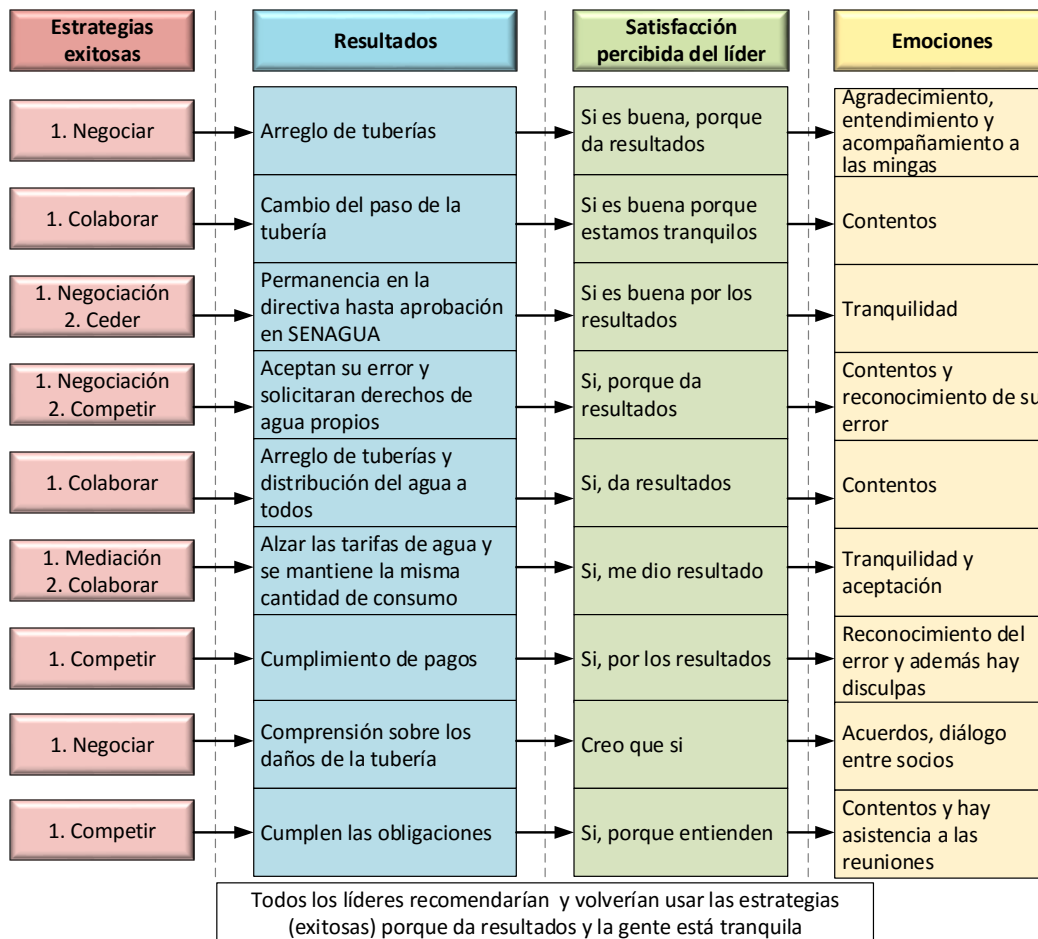 Estrategias
exitosas
Resultados
Satisfacción
percibida del líder
Emociones
1. Negociar
Arreglo de tuberías
Si es buena, porque
da resultados
Agradecimiento,
entendimiento y
acompañamiento a
las mingas
1. Colaborar
Cambio del paso de la
tubería
Si es buena porque
estamos tranquilos
Contentos
1. Negociación
2. Ceder
Permanencia en la
directiva hasta aprobación
en SENAGUA
Si es buena por los
resultados
Tranquilidad
1. Negociación
2. Competir
Aceptan su error y
solicitaran derechos de
agua propios
Si, porque da
resultados
Contentos y
reconocimiento de su
error
1. Colaborar
Arreglo de tuberías y
distribución del agua a
todos
Si, da resultados
Contentos
1. Mediación
2. Colaborar
Alzar las tarifas de agua y
se mantiene la misma
cantidad de consumo
Si, me dio resultado
Tranquilidad y
aceptación
1. Competir
Cumplimiento de pagos
Si, por los resultados
Reconocimiento del
error y además hay
disculpas
1. Negociar
Comprensión sobre los
daños de la tubería
Creo que si
Acuerdos, diálogo
entre socios
1. Competir
Cumplen las obligaciones
Si, porque entienden
Contentos y hay
asistencia a las
reuniones
Todos los líderes recomendarían y volverían usar las estrategias
(exitosas) porque da resultados y la gente está tranquila